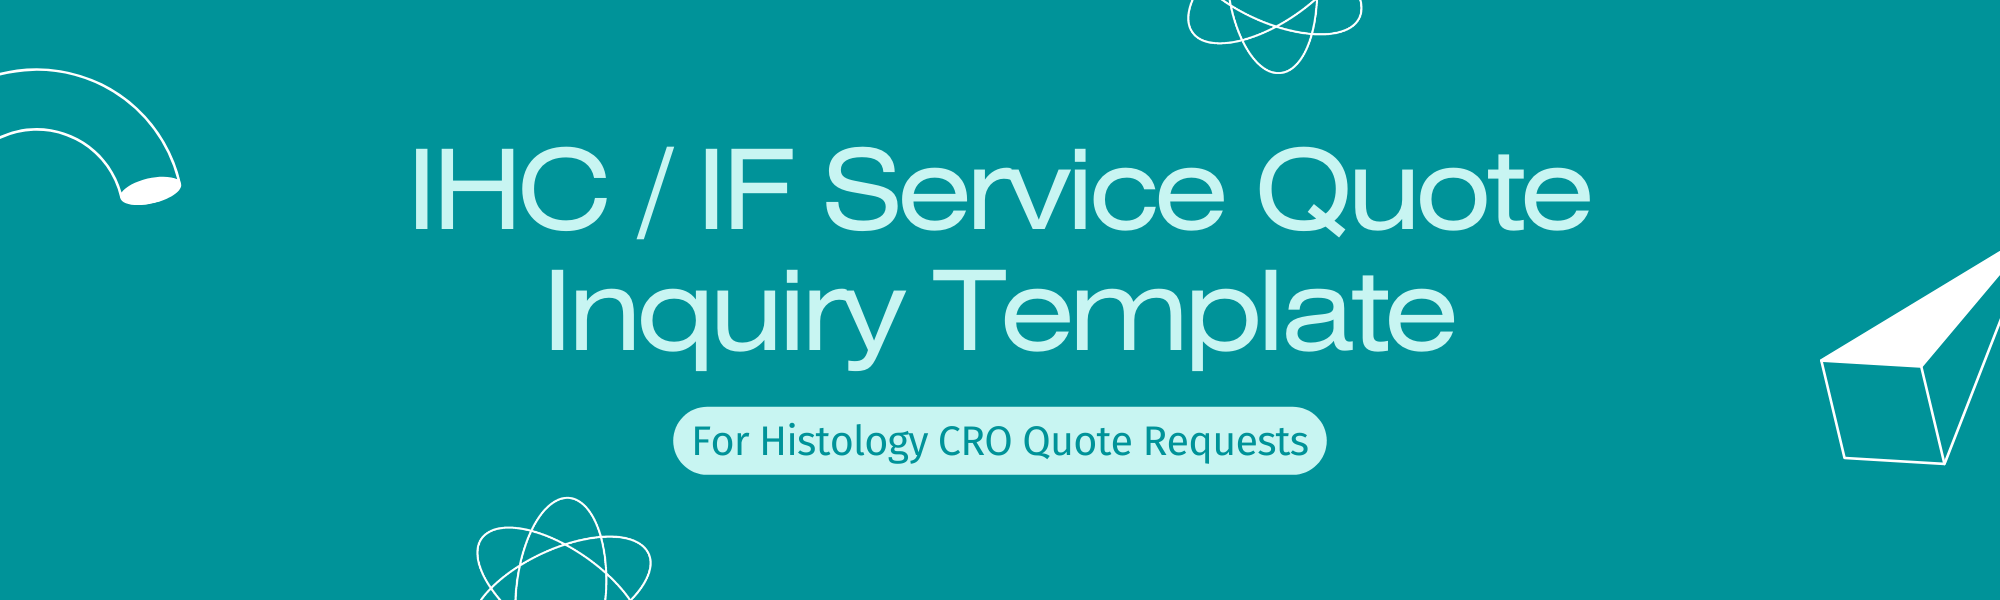 IHC / IF Service Quote
Inquiry Template
For Histology CRO Quote Requests